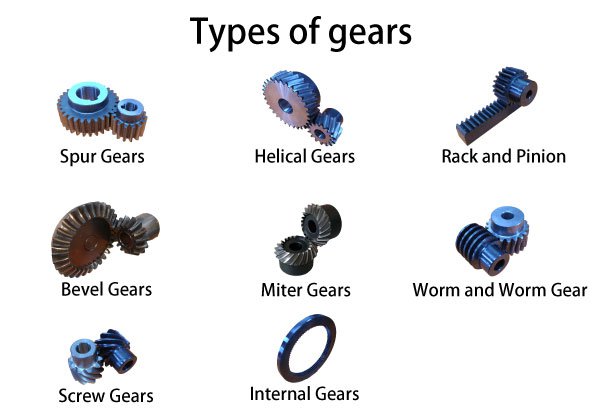 Types of gears
Spur Gears
Helical Gears
Rack and Pinion
Bevel Gears
Miter Gears
Worm and Worm Gear
Screw Gears
Internal Gears